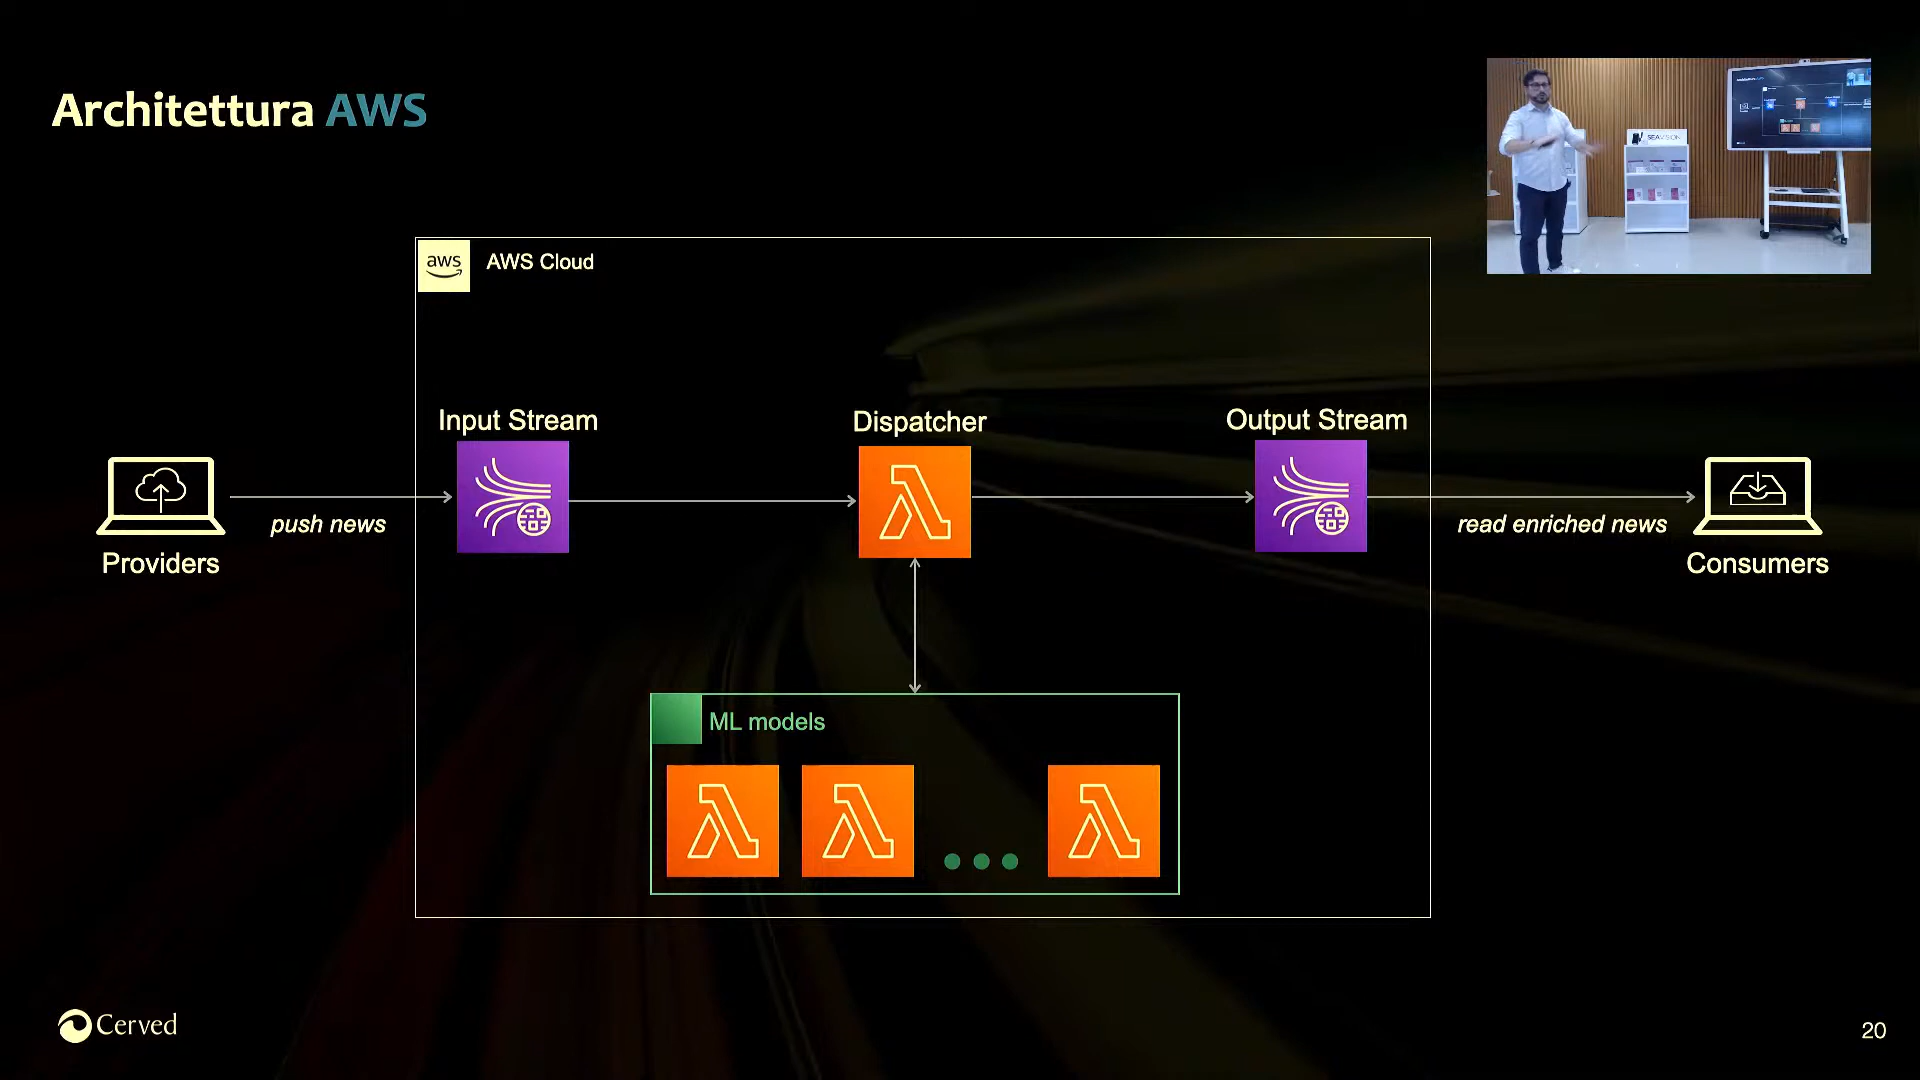 Architettura AWS
SEAVISION
aws
AWS Cloud
Input Stream
Dispatcher
Output Stream
push news
read enriched news
Providers
Consumers
ML models
Cerved
20